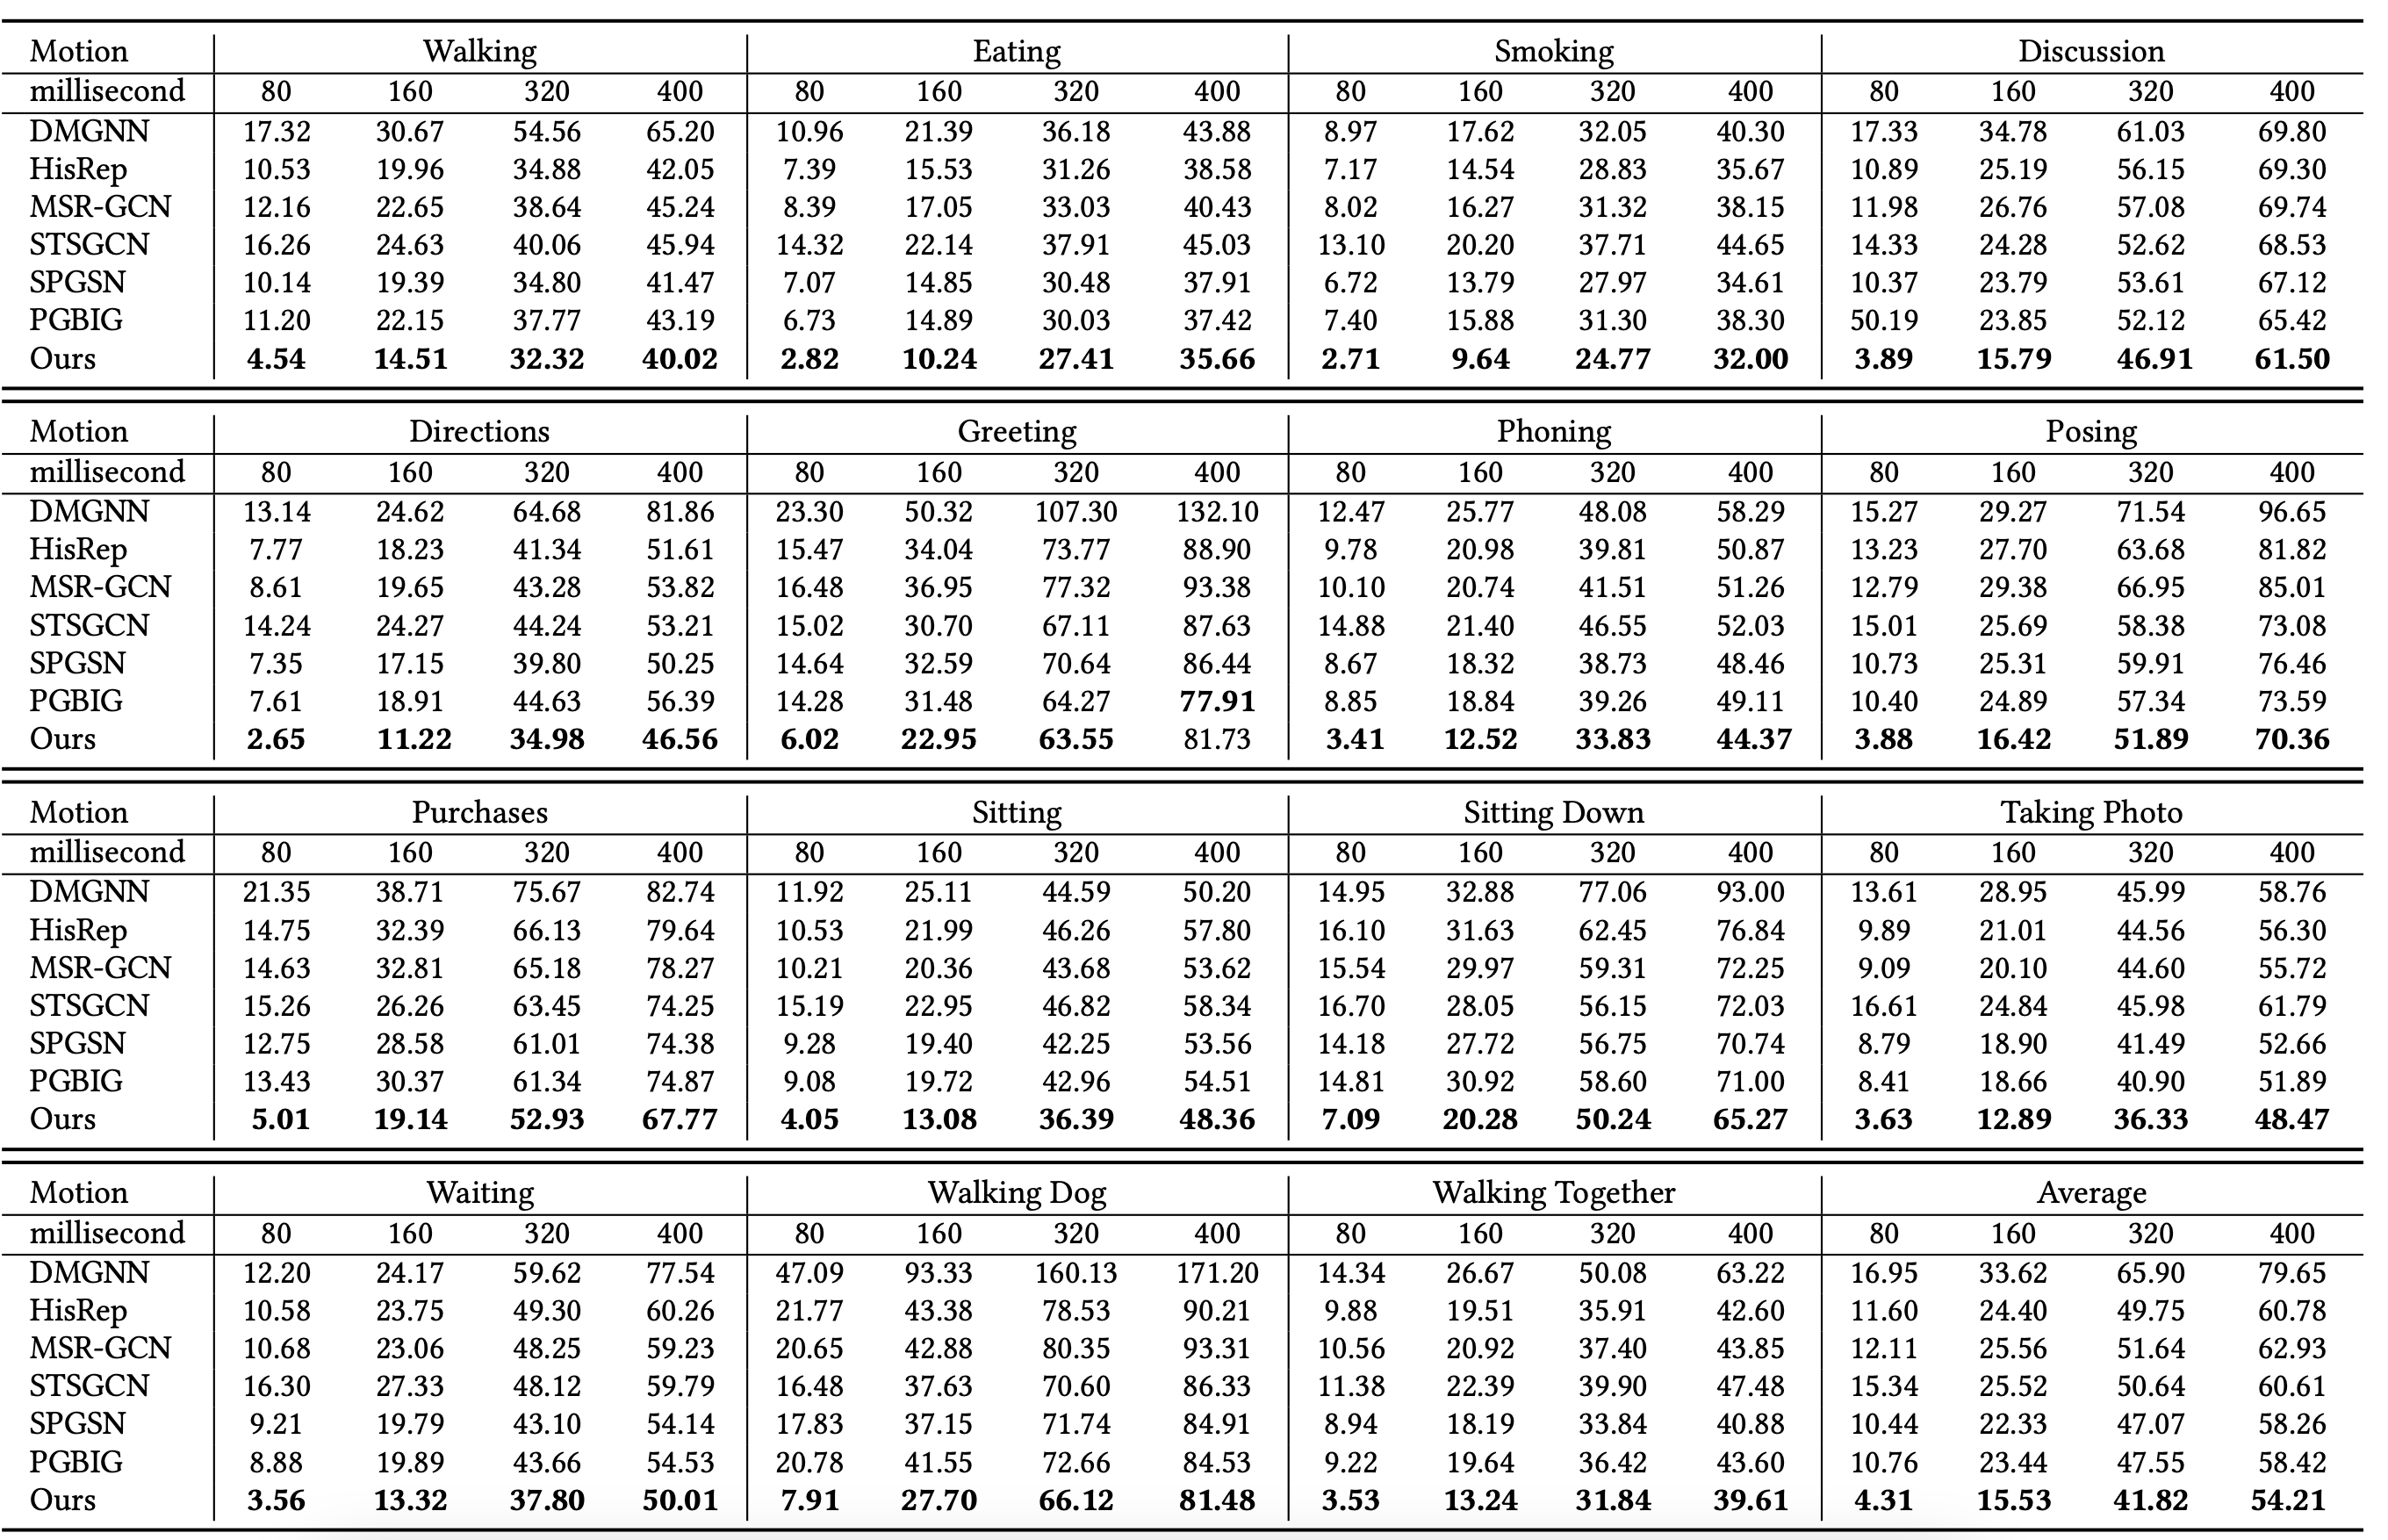 Motion Walking Eating Smoking Discussion
millisecond 80 160 320 400 80 160 320 400 80 160 320 400 80 160 320 400
DMGNN 17.32 30.67 54.56 65.20 10.96 21.39 36.18 43.88 8.97 17.62 32.05 40.30 17.33 34.78 61.03 69.80
HisRep 10.53 19.96 34.88 42.05 7.39 15.53 31.26 38.58 7.17 14.54 28.83 35.67 10.89 25.19 56.15 69.30
MSR-GCN 12.16 22.65 38.64 45.24 8.39 17.05 33.03 40.43 8.02 16.27 31.32 38.15 11.98 26.76 57.08 69.74
STSGCN 16.26 24.63 40.06 45.94 14.32 22.14 37.91 45.03 13.10 20.20 37.71 44.65 14.33 24.28 52.62 68.53
SPGSN 10.14 19.39 34.80 41.47 7.07 14.85 30.48 37.91 6.72 13.79 27.97 34.61 10.37 23.79 53.61 67.12
PGBIG 11.20 22.15 37.77 43.19 6.73 14.89 30.03 37.42 7.40 15.88 31.30 38.30 50.19 23.85 52.12 65.42
Ours 4.54 14.51 32.32 40.02 2.82 10.24 27.41 35.66 2.71 9.64 24.77 32.00 3.89 15.79 46.91 61.50
Motion Directions Greeting Phoning Posing
millisecond 80 160 320 400 80 160 320 400 80 160 320 400 80 160 320 400
DMGNN 13.14 24.62 64.68 81.86 23.30 50.32 107.30 132.10 12.47 25.77 48.08 58.29 15.27 29.27 71.54 96.65
HisRep 7.77 18.23 41.34 51.61 15.47 34.04 73.77 88.90 9.78 20.98 39.81 50.87 13.23 27.70 63.68 81.82
MSR-GCN 8.61 19.65 43.28 53.82 16.48 36.95 77.32 93.38 10.10 20.74 41.51 51.26 12.79 29.38 66.95 85.01
STSGCN 14.24 24.27 44.24 53.21 15.02 30.70 67.11 87.63 14.88 21.40 46.55 52.03 15.01 25.69 58.38 73.08
SPGSN 7.35 17.15 39.80 50.25 14.64 32.59 70.64 86.44 8.67 18.32 38.73 48.46 10.73 25.31 59.91 76.46
PGBIG 7.61 18.91 44.63 56.39 14.28 31.48 64.27 77.91 8.85 18.84 39.26 49.11 10.40 24.89 57.34 73.59
Ours 2.65 11.22 34.98 46.56 6.02 22.95 63.55 81.73 3.41 12.52 33.83 44.37 3.88 16.42 51.89 70.36
Motion Purchases Sitting Sitting Down Taking Photo
millisecond 80 160 320 400 80 160 320 400 80 160 320 400 80 160 320 400
DMGNN 21.35 38.71 75.67 82.74 11.92 25.11 44.59 50.20 14.95 32.88 77.06 93.00 13.61 28.95 45.99 58.76
HisRep 14.75 32.39 66.13 79.64 10.53 21.99 46.26 57.80 16.10 31.63 62.45 76.84 9.89 21.01 44.56 56.30
MSR-GCN 14.63 32.81 65.18 78.27 10.21 20.36 43.68 53.62 15.54 29.97 59.31 72.25 9.09 20.10 44.60 55.72
STSGCN 15.26 26.26 63.45 74.25 15.19 22.95 46.82 58.34 16.70 28.05 56.15 72.03 16.61 24.84 45.98 61.79
SPGSN 12.75 28.58 61.01 74.38 9.28 19.40 42.25 53.56 14.18 27.72 56.75 70.74 8.79 18.90 41.49 52.66
PGBIG 13.43 30.37 61.34 74.87 9.08 19.72 42.96 54.51 14.81 30.92 58.60 71.00 8.41 18.66 40.90 51.89
Ours 5.01 19.14 52.93 67.77 4.05 13.08 36.39 48.36 7.09 20.28 50.24 65.27 3.63 12.89 36.33 48.47
Motion Waiting Walking Dog Walking Together Average
millisecond 80 160 320 400 80 160 320 400 80 160 320 400 80 160 320 400
DMGNN 12.20 24.17 59.62 77.54 47.09 93.33 160.13 171.20 14.34 26.67 50.08 63.22 16.95 33.62 65.90 79.65
HisRep 10.58 23.75 49.30 60.26 21.77 43.38 78.53 90.21 9.88 19.51 35.91 42.60 11.60 24.40 49.75 60.78
MSR-GCN 10.68 23.06 48.25 59.23 20.65 42.88 80.35 93.31 10.56 20.92 37.40 43.85 12.11 25.56 51.64 62.93
STSGCN 16.30 27.33 48.12 59.79 16.48 37.63 70.60 86.33 11.38 22.39 39.90 47.48 15.34 25.52 50.64 60.61
SPGSN 9.21 19.79 43.10 54.14 17.83 37.15 71.74 84.91 8.94 18.19 33.84 40.88 10.44 22.33 47.07 58.26
PGBIG 8.88 19.89 43.66 54.53 20.78 41.55 72.66 84.53 9.22 19.64 36.42 43.60 10.76 23.44 47.55 58.42
Ours 3.56 13.32 37.80 50.01 7.91 27.70 66.12 81.48 3.53 13.24 31.84 39.61 4.31 15.53 41.82 54.21